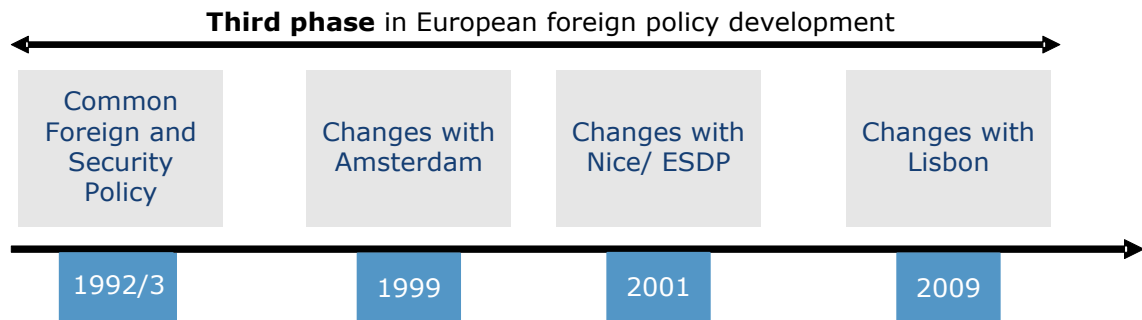 Third phase in European foreign policy development
Common
Foreign and
Security
Policy
Changes with
Amsterdam
Changes with
Nice/ ESDP
Changes with
Lisbon
1992/3
1999
2001
2009